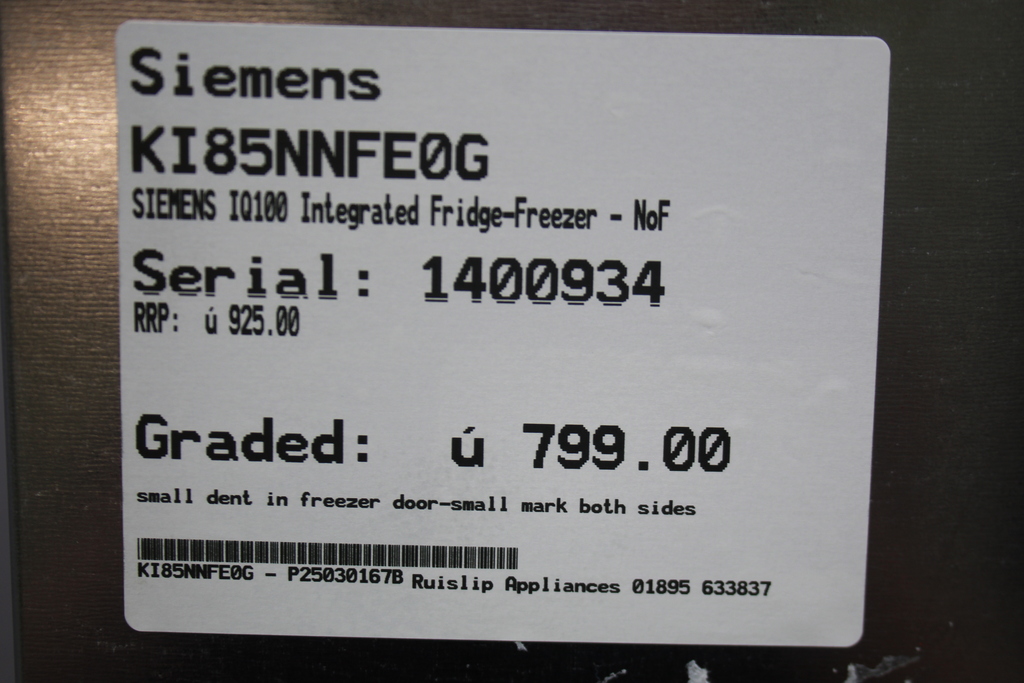 Siemens
KI85NNFE0G
SIEMENS IQ100 Integrated Fridge-Freezer - NoF
Serial: 1400934
RRP: ú 925.00
Graded: ú 799.00
small dent in freezer door-small mark both sides
KI85NNFE0G - P25030167B Ruislip Appliances 01895 633837